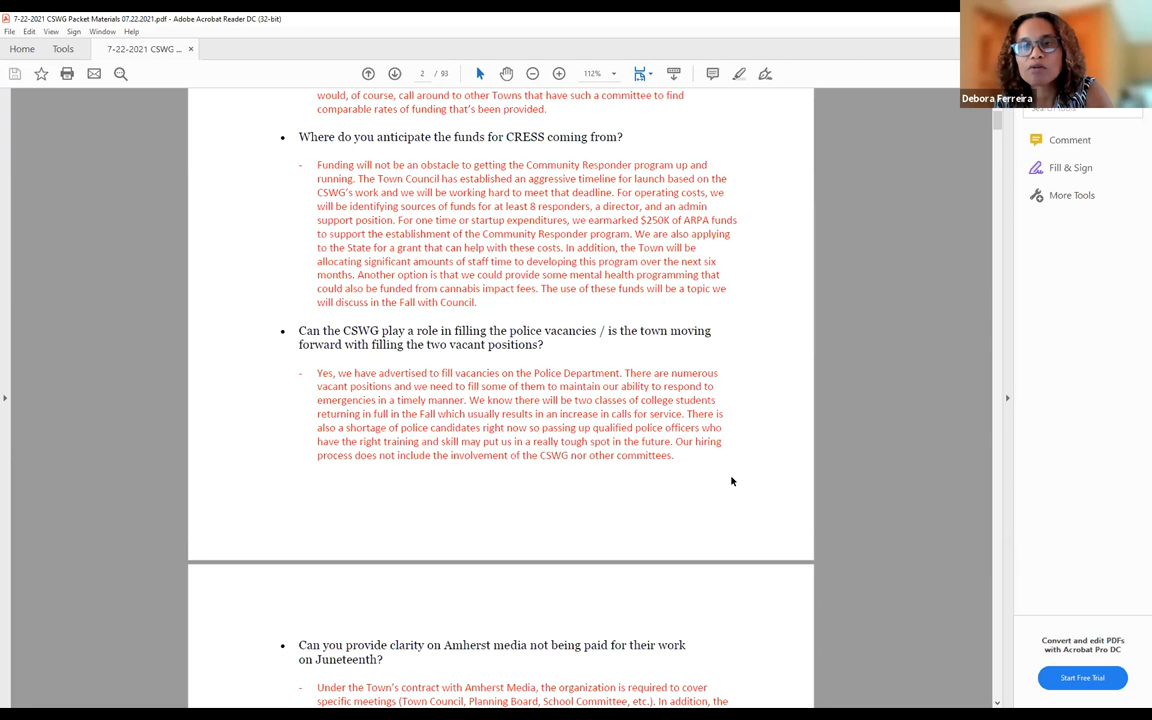 7-22-2021 CSWG Packet Materials 07.22.2021.pdf - Adobe Acrobat Reader DC (32-bit)
File Edit View Sign Window Help
Home Tools 7-22-2021 CSWG ... ×
2 / 93 112%
Debora Ferreira
would, of course, call around to other Towns that have such a committee to find
comparable rates of funding that's been provided.
• Where do you anticipate the funds for CRESS coming from?
- Funding will not be an obstacle to getting the Community Responder program up and
running. The Town Council has established an aggressive timeline for launch based on the
CSWG's work and we will be working hard to meet that deadline. For operating costs, we
will be identifying sources of funds for at least 8 responders, a director, and an admin
support position. For one time or startup expenditures, we earmarked $250K of ARPA funds
to support the establishment of the Community Responder program. We are also applying
to the State for a grant that can help with these costs. In addition, the Town will be
allocating significant amounts of staff time to developing this program over the next six
months. Another option is that we could provide some mental health programming that
could also be funded from cannabis impact fees. The use of these funds will be a topic we
will discuss in the Fall with Council.
• Can the CSWG play a role in filling the police vacancies / is the town moving
forward with filling the two vacant positions?
- Yes, we have advertised to fill vacancies on the Police Department. There are numerous
vacant positions and we need to fill some of them to maintain our ability to respond to
emergencies in a timely manner. We know there will be two classes of college students
returning in full in the Fall which usually results in an increase in calls for service. There is
also a shortage of police candidates right now so passing up qualified police officers who
have the right training and skill may put us in a really tough spot in the future. Our hiring
process does not include the involvement of the CSWG nor other committees.
• Can you provide clarity on Amherst media not being paid for their work
on Juneteenth?
- Under the Town's contract with Amherst Media, the organization is required to cover
specific meetings (Town Council, Planning Board, School Committee, etc.). In addition, the
Comment
Fill & Sign
More Tools
Convert and edit PDFs
with Acrobat Pro DC
Start Free Trial